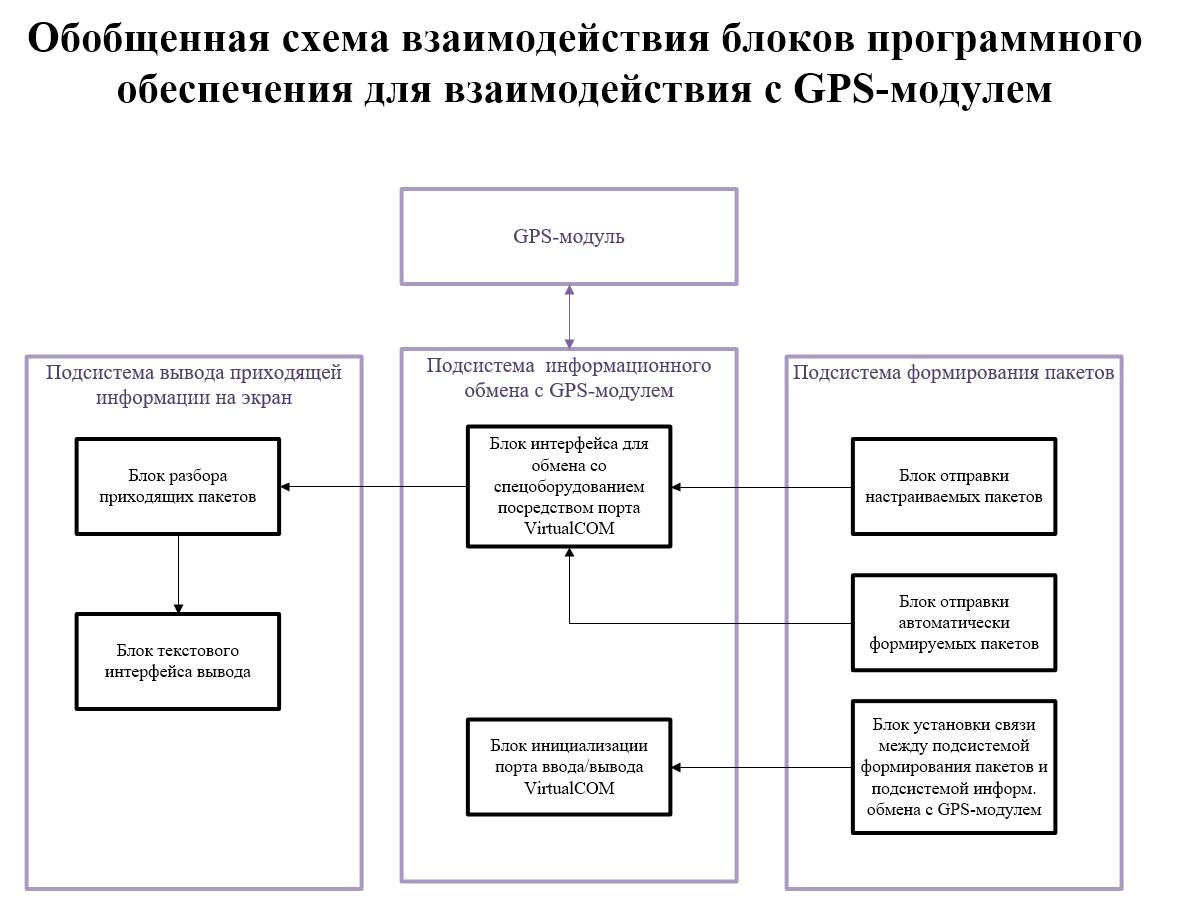 Обобщенная схема взаимодействия блоков программного
обеспечения для взаимодействия с GPS-модулем
GPS-модуль
Подсистема вывода приходящей
информации на экран
Блок разбора
приходящих пакетов
Блок текстового
интерфейса вывода
Подсистема информационного
обмена с GPS-модулем
Блок интерфейса для
обмена со
спецоборудованием
посредством порта
VirtualCOM
Блок инициализации
порта ввода/вывода
VirtualCOM
Подсистема формирования пакетов
Блок отправки
настраиваемых пакетов
Блок отправки
автоматически
формируемых пакетов
Блок установки связи
между подсистемой
формирования пакетов и
подсистемой информ.
обмена с GPS-модулем